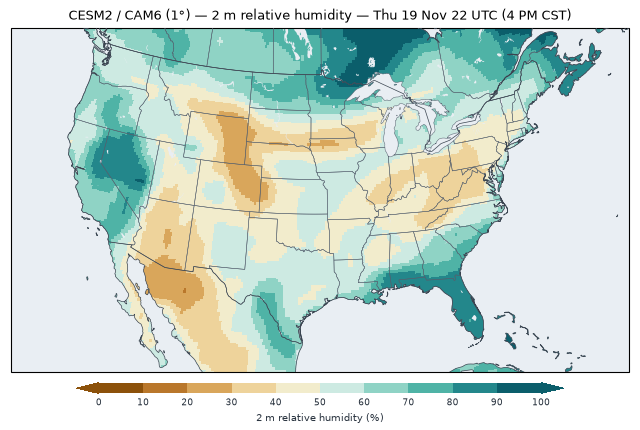 CESM2 / CAM6 (1°) — 2 m relative humidity — Thu 19 Nov 22 UTC (4 PM CST)
0 10 20 30 40 50 60 70 80 90 100
2 m relative humidity (%)